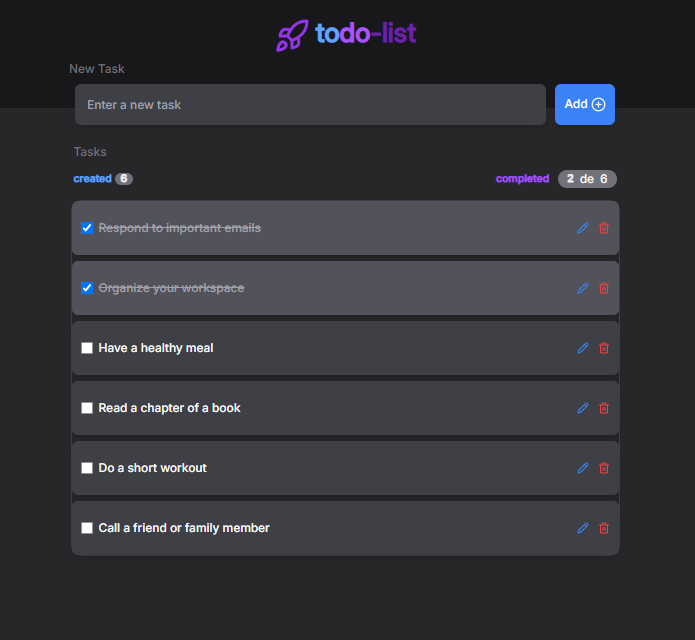 todo-list
New Task
Enter a new task
Add
Tasks
created 6
completed 2 de 6
Respond to important emails
Organize your workspace
Have a healthy meal
Read a chapter of a book
Do a short workout
Call a friend or family member